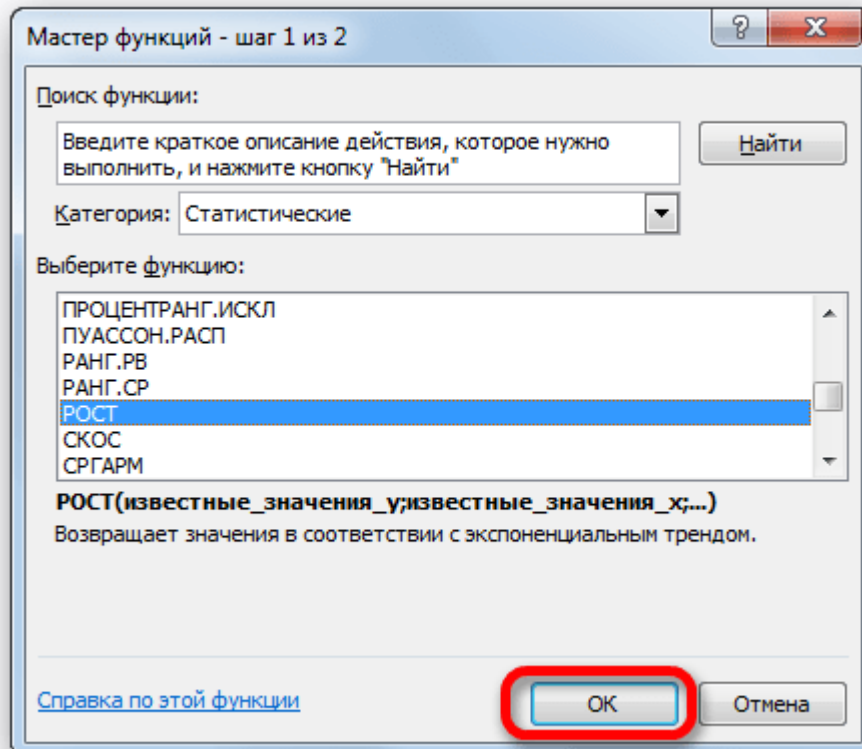 Мастер функций - шаг 1 из 2
Поиск функции:
Введите краткое описание действия, которое нужно
выполнить, и нажмите кнопку "Найти"
Найти
Категория: Статистические
Выберите функцию:
ПРОЦЕНТРАНГ.ИСКЛ
ПУАССОН.РАСП
РАНГ.РВ
РАНГ.СР
РОСТ
СКОС
СРГАРМ
РОСТ(известные_значения_y;известные_значения_x;...)
Возвращает значения в соответствии с экспоненциальным трендом.
Справка по этой функции
ОК
Отмена